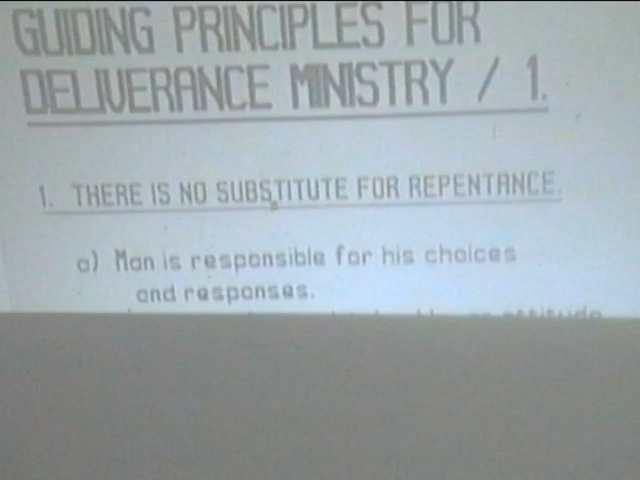 GUIDING PRINCIPLES FOR
DELIVERANCE MINISTRY / 1.
1. THERE IS NO SUBSTITUTE FOR REPENTANCE.
a) Man is responsible for his choices
and responses.
attitude